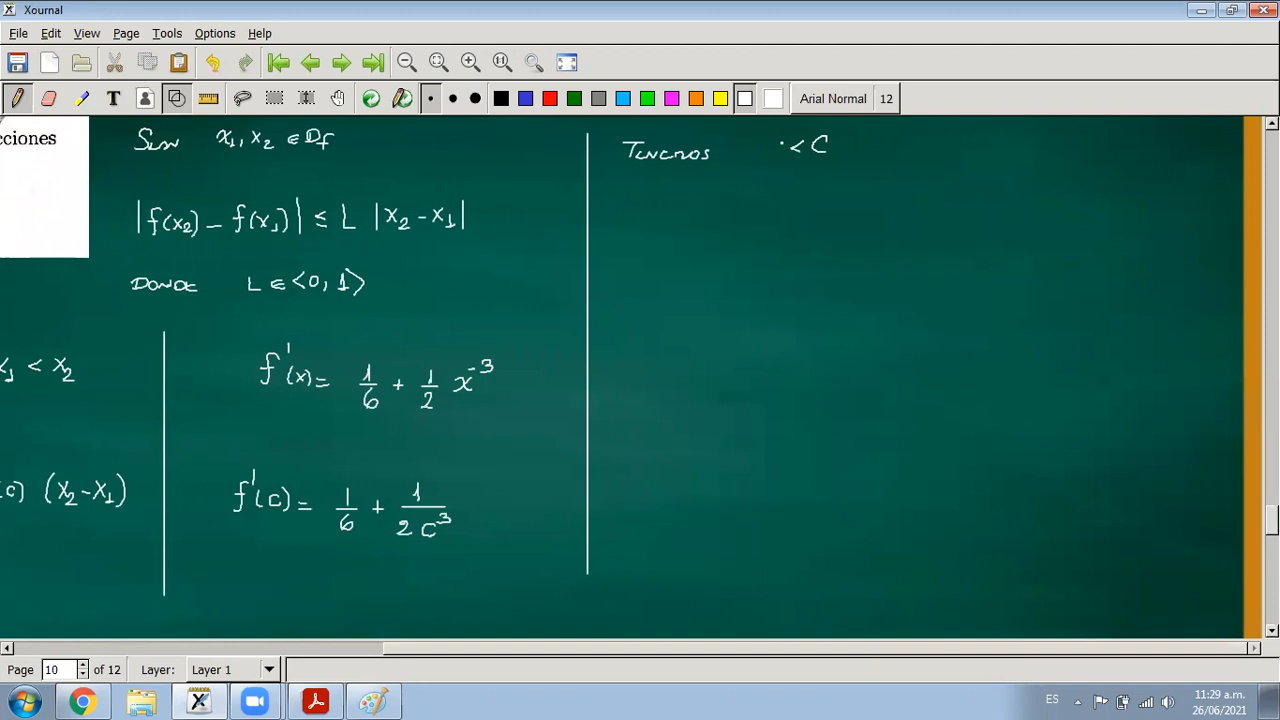 Xournal
File Edit View Page Tools Options Help
Arial Normal 12
cciones
Sean x₁, x₂ ∈ Df
|f(x₂) - f(x₁)| ≤ L |x₂ - x₁|
DONDE L ∈ <0, 1>
x₁ < x₂
(c) (x₂-x₁)
f'(x) = 1/6 + 1/2 x⁻³
f'(c) = 1/6 + 1/2c³
TENEMOS < C
Page 10 of 12 Layer: Layer 1
ES 11:29 a.m.
26/06/2021